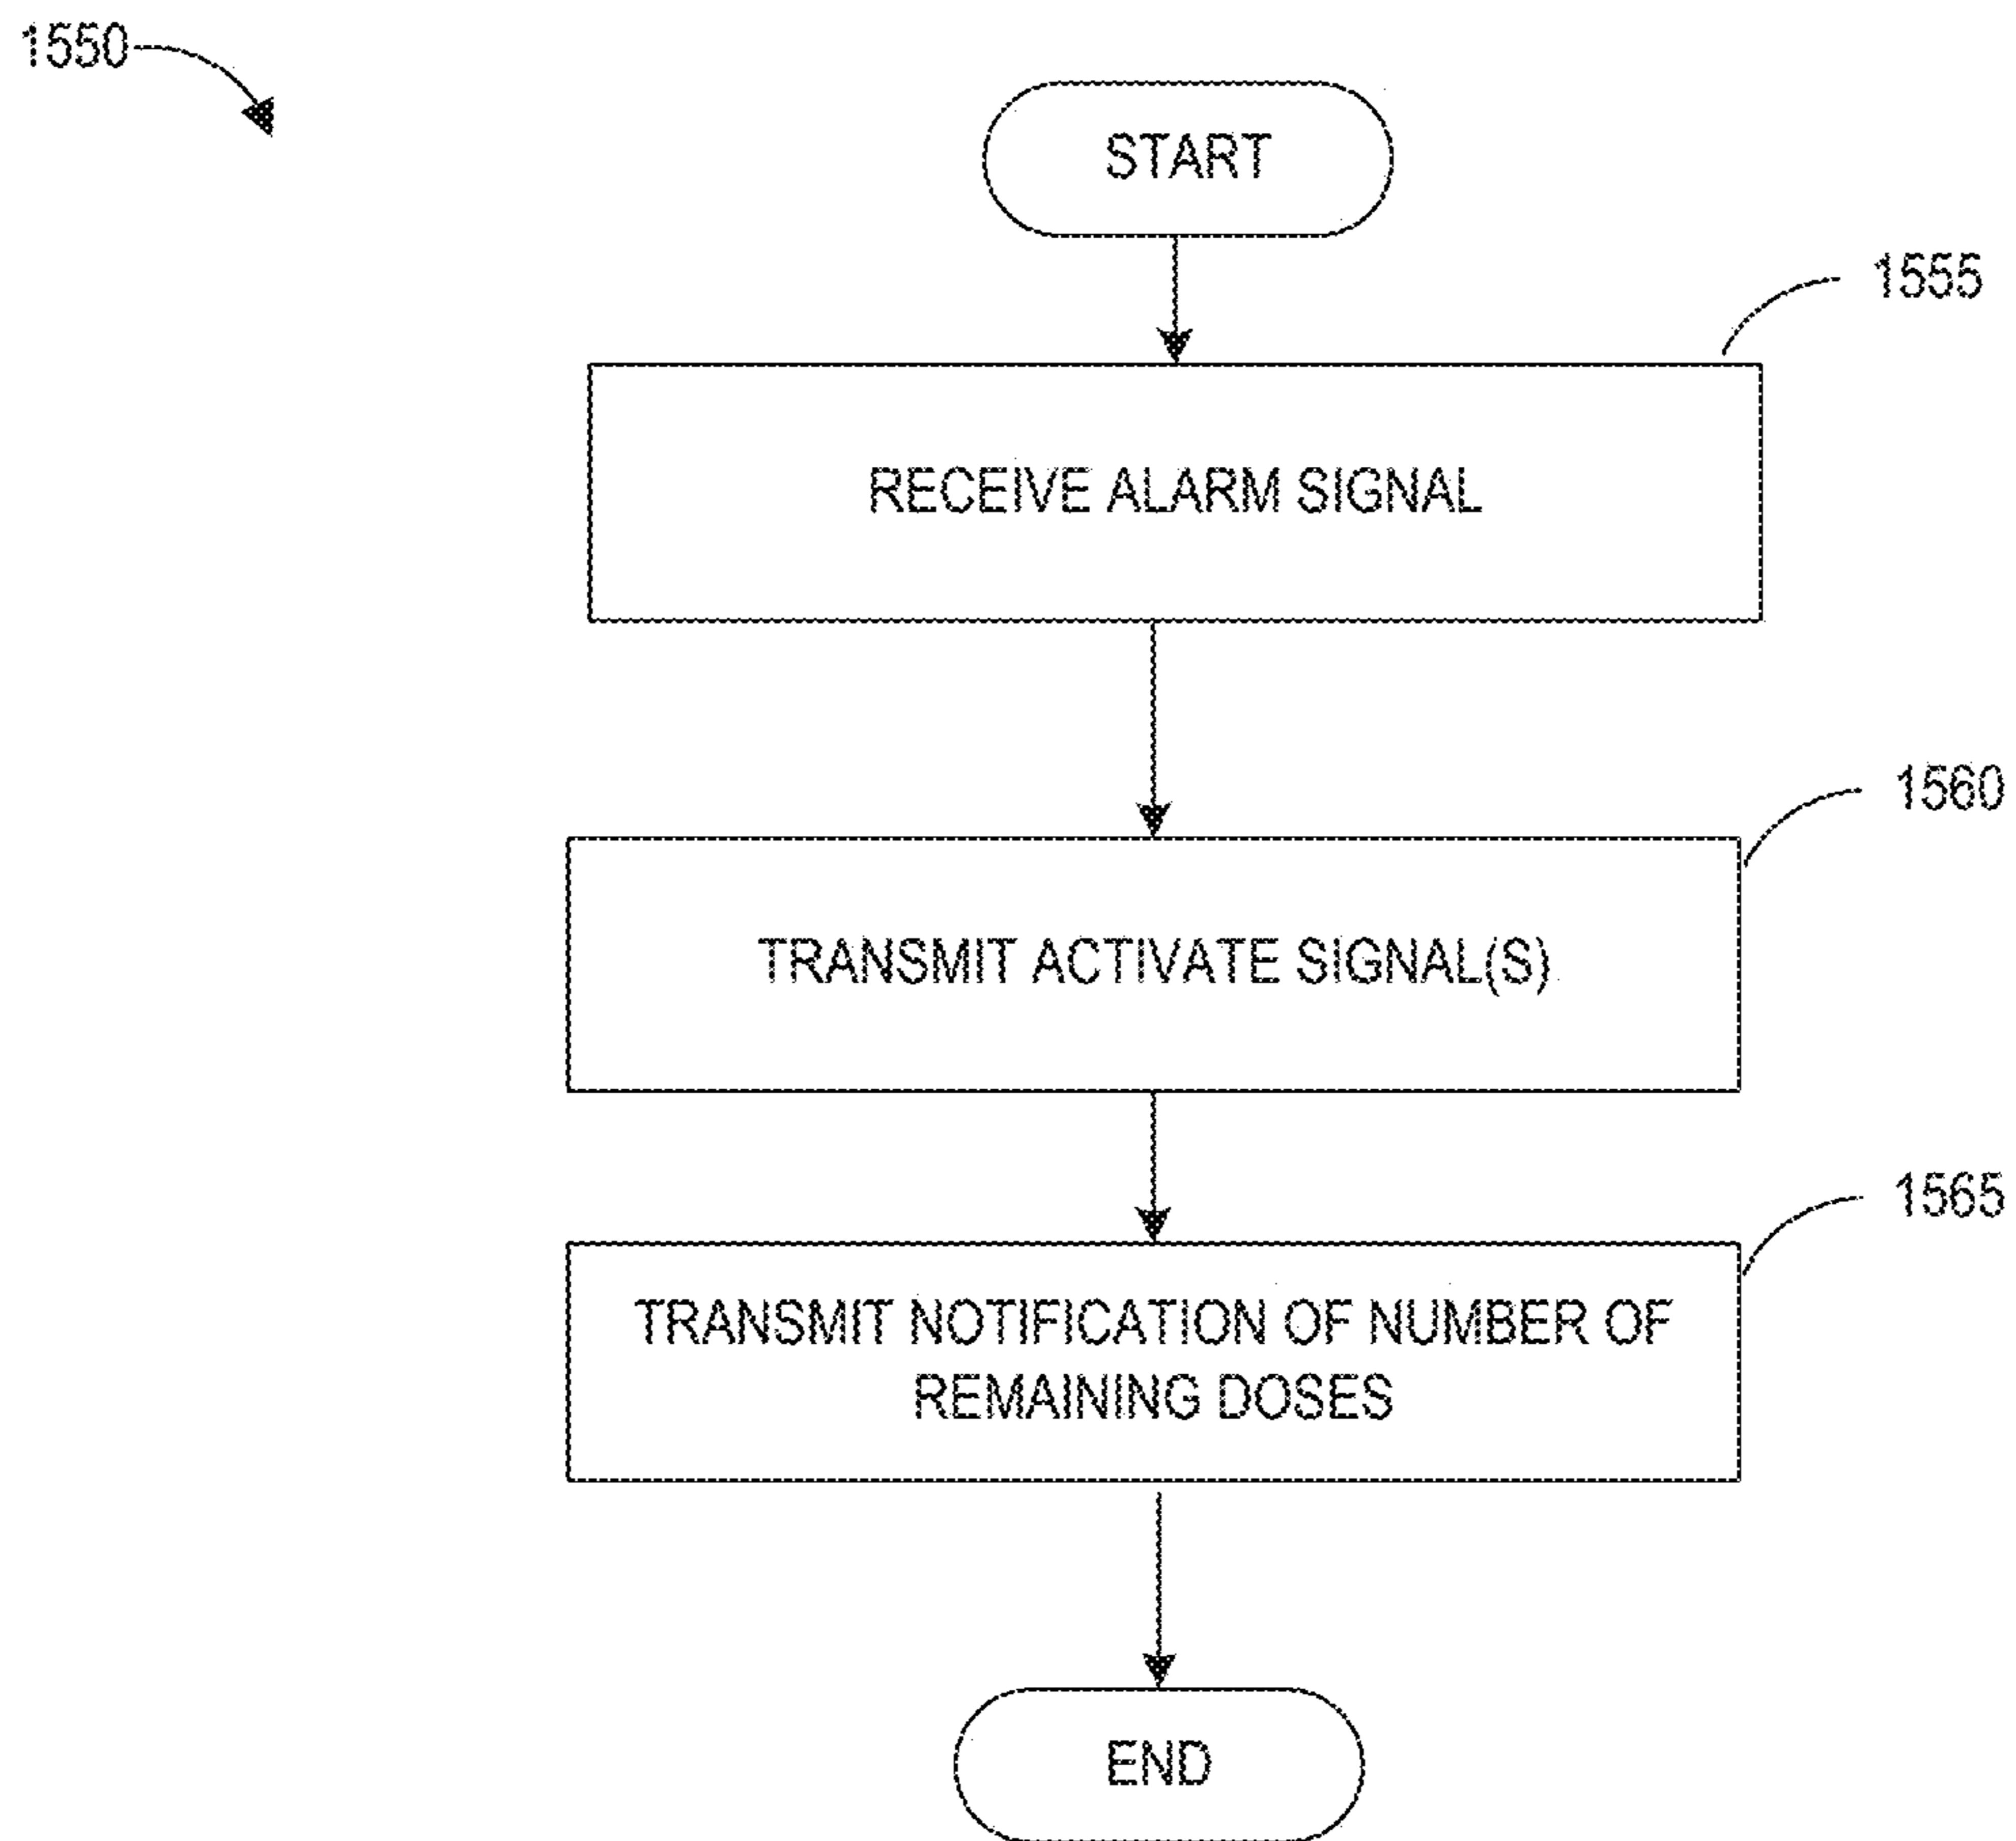 1550
START
1555
RECEIVE ALARM SIGNAL
1560
TRANSMIT ACTIVATE SIGNAL(S)
1565
TRANSMIT NOTIFICATION OF NUMBER OF
REMAINING DOSES
END